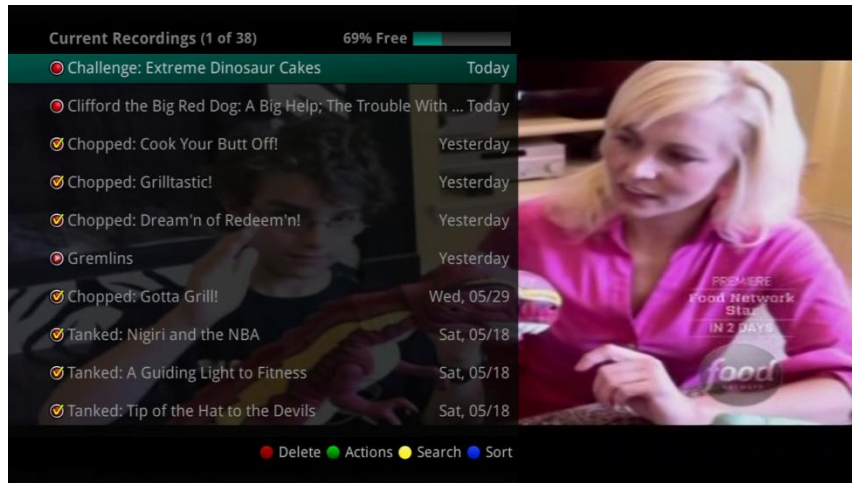 Current Recordings (1 of 38) 69% Free
Challenge: Extreme Dinosaur Cakes Today
Clifford the Big Red Dog: A Big Help; The Trouble With ... Today
Chopped: Cook Your Butt Off! Yesterday
Chopped: Grilltastic! Yesterday
Chopped: Dream'n of Redeem'n! Yesterday
Gremlins Yesterday
Chopped: Gotta Grill! Wed, 05/29
Tanked: Nigiri and the NBA Sat, 05/18
Tanked: A Guiding Light to Fitness Sat, 05/18
Tanked: Tip of the Hat to the Devils Sat, 05/18
Delete Actions Search Sort
PREMIERE
Food Network
Star
IN 2 DAYS
food
network